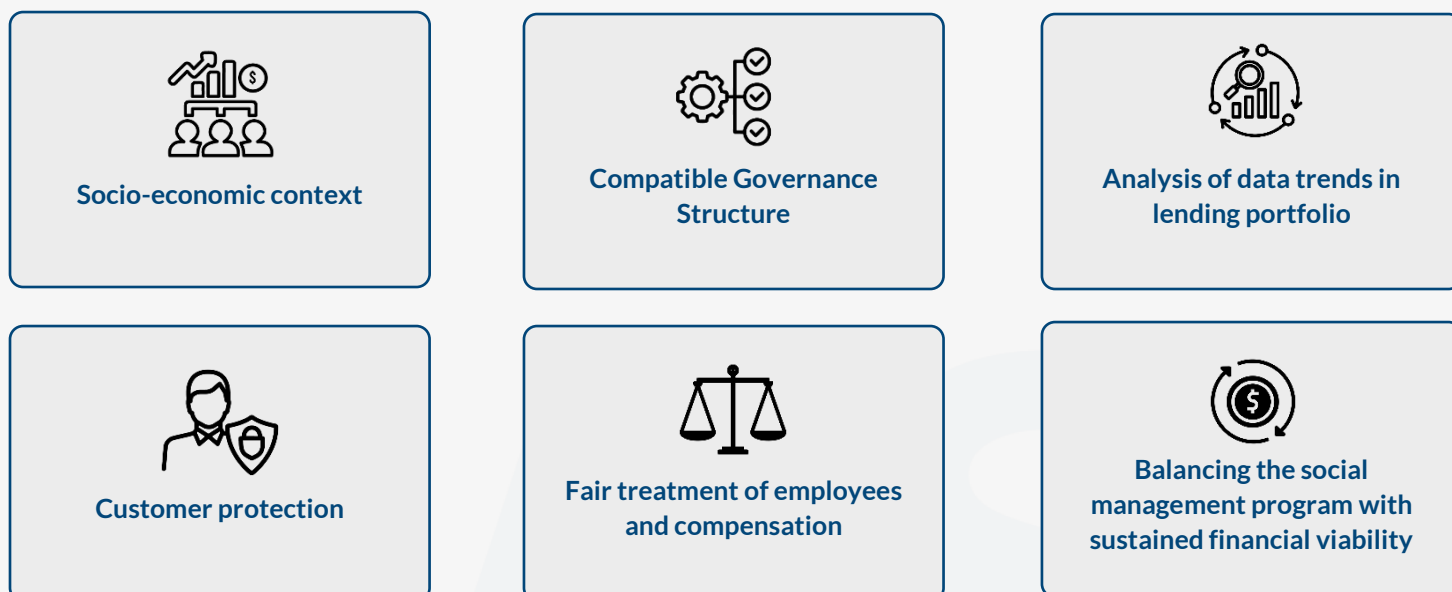 Socio-economic context
Compatible Governance
Structure
Analysis of data trends in
lending portfolio
Customer protection
Fair treatment of employees
and compensation
Balancing the social
management program with
sustained financial viability